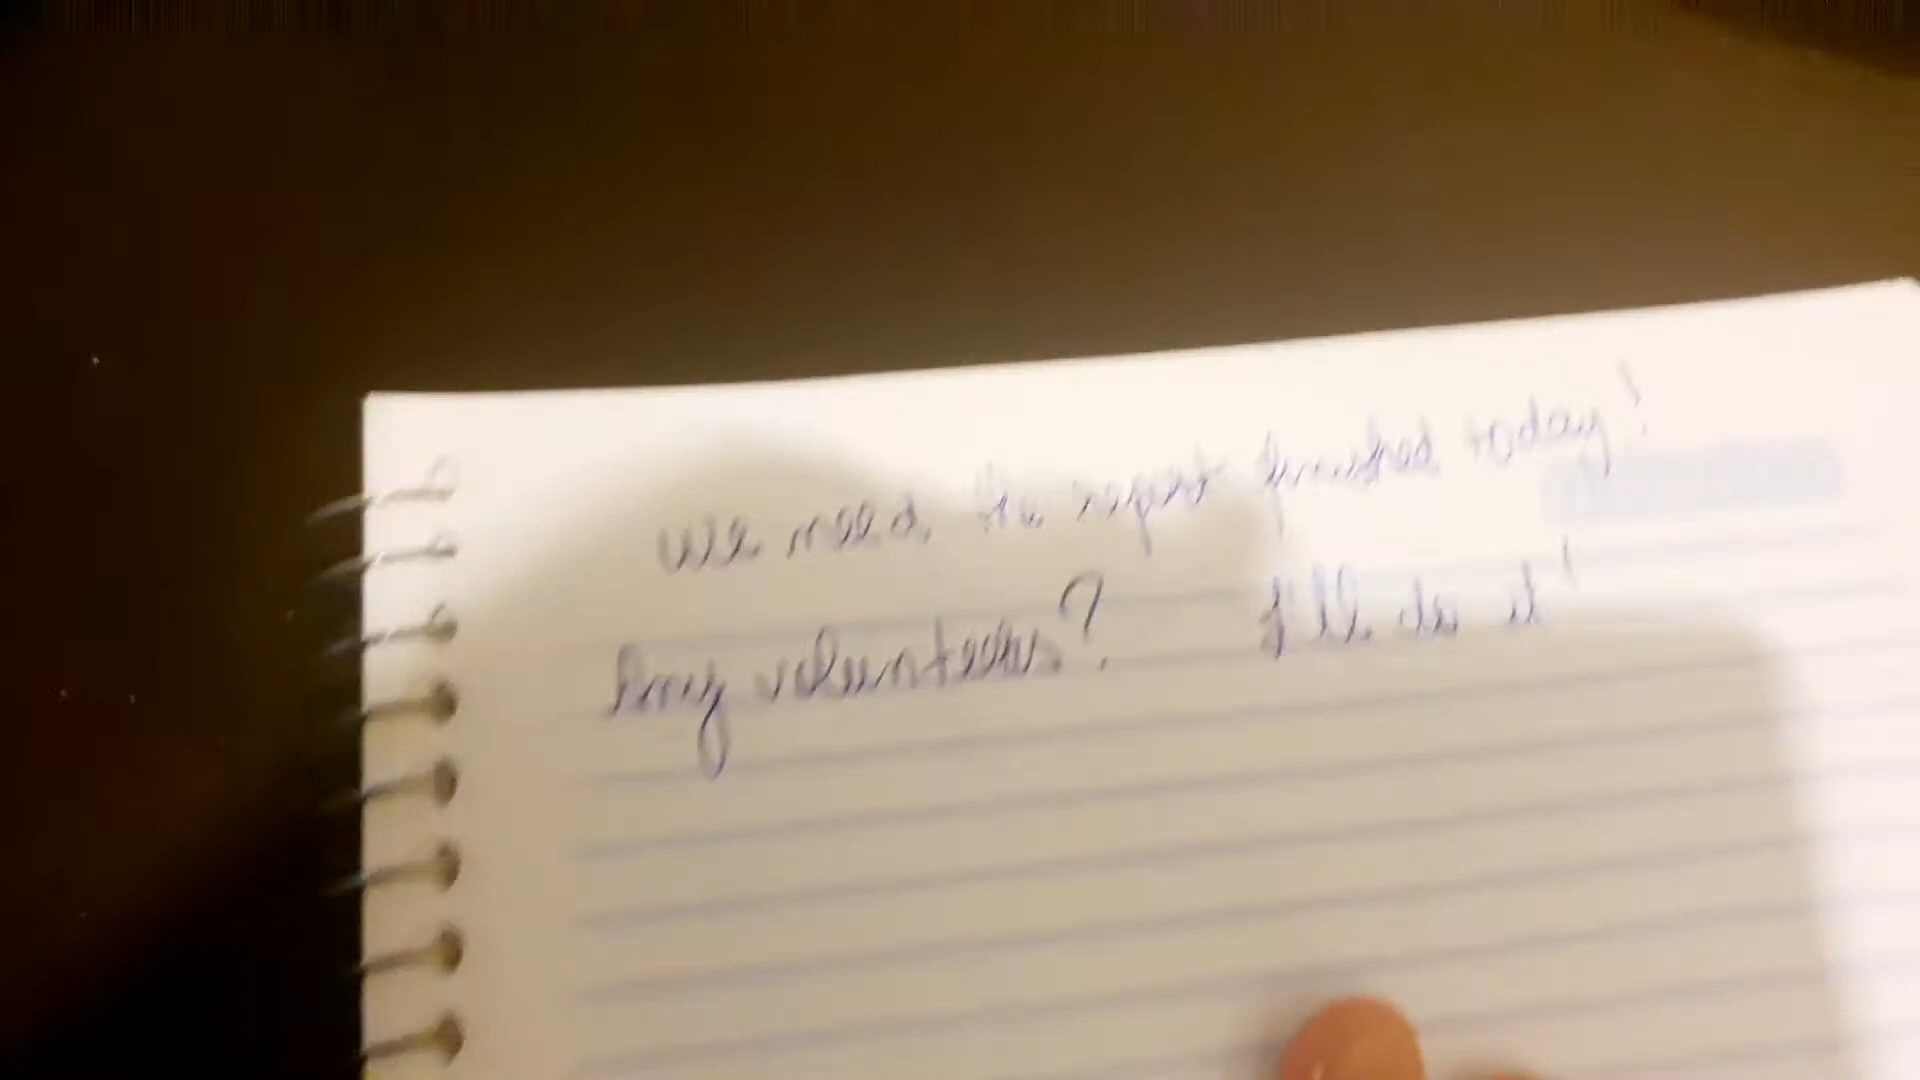 We need the report finished today!
Any volunteers? I'll do it!